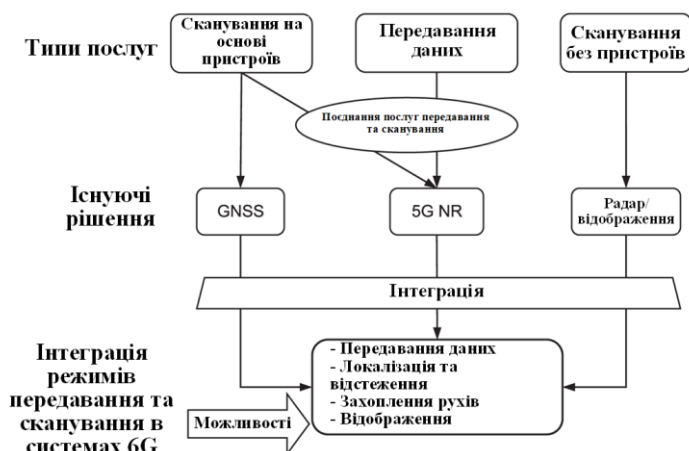 Типи послуг
Сканування на
основі
пристроїв
Передавання
даних
Сканування
без пристроїв
Поєднання послуг передавання
та сканування
Існуючі
рішення
GNSS
5G NR
Радар/
відображення
Інтеграція
Інтеграція
режимів
передавання та
сканування в
системах 6G
Можливості
- Передавання даних
- Локалізація та
відстеження
- Захоплення рухів
- Відображення